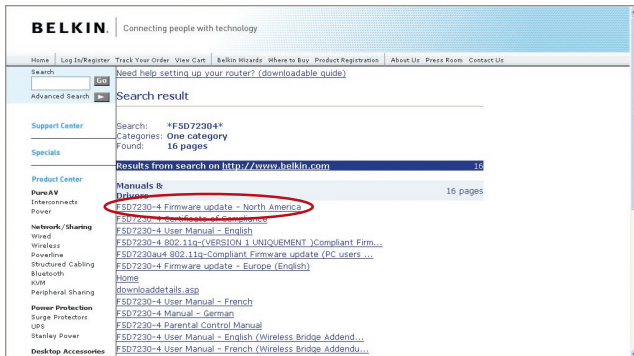 BELKIN. Connecting people with technology
Home Log In/Register Track Your Order View Cart Belkin Wizards Where to Buy Product Registration About Us Press Room Contact Us
Search
Go
Advanced Search
Support Center
Specials
Product Center
PureAV
Interconnects
Power
Network/Sharing
Wired
Wireless
Powerline
Structured Cabling
Bluetooth
KVM
Peripheral Sharing
Power Protection
Surge Protectors
UPS
Stanley Power
Desktop Accessories
Need help setting up your router? (downloadable guide)
Search result
Search: *F5D72304*
Categories: One category
Found: 16 pages
Results from search on http://www.belkin.com 16
Manuals &
Drivers 16 pages
F5D7230-4 Firmware update - North America
F5D7230-4 Certificate of Compliance
F5D7230-4 User Manual - English
F5D7230-4 802.11g-(VERSION 1 UNIQUEMENT )Compliant Firm...
F5D7230au4 802.11g-Compliant Firmware update (PC users ...
F5D7230-4 Firmware update - Europe (English)
Home
downloaddetails.asp
F5D7230-4 User Manual - French
F5D7230-4 Manual - German
F5D7230-4 Parental Control Manual
F5D7230-4 User Manual - English (Wireless Bridge Addend...
F5D7230-4 User Manual - French (Wireless Bridge Addendu...